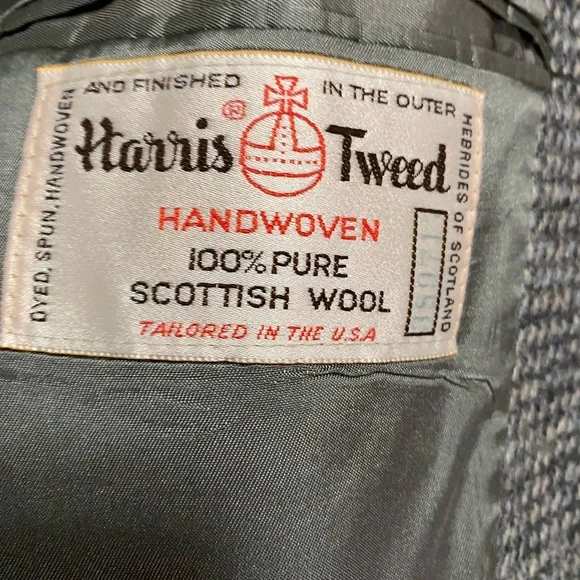 DYED, SPUN, HANDWOVEN
AND FINISHED
IN THE OUTER
HEBRIDES OF SCOTLAND
Harris ® Tweed
HANDWOVEN
100% PURE
SCOTTISH WOOL
TAILORED IN THE U.S.A